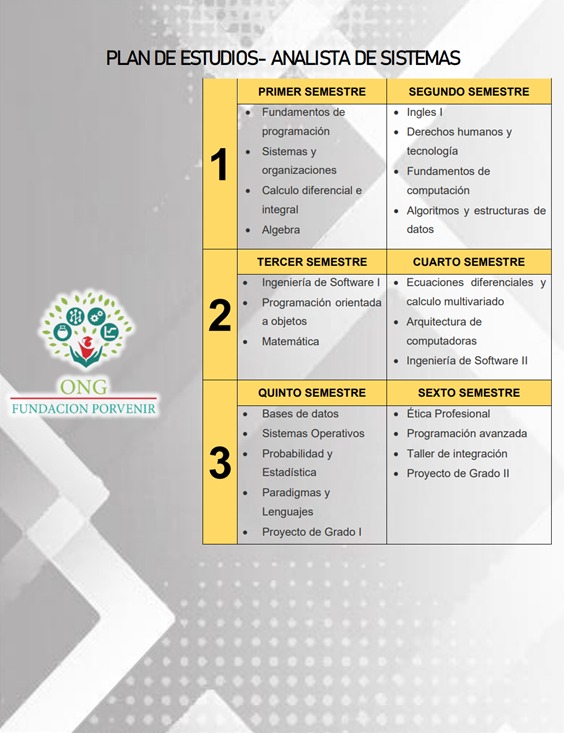 PLAN DE ESTUDIOS- ANALISTA DE SISTEMAS
1
PRIMER SEMESTRE
• Fundamentos de
programación
• Sistemas y
organizaciones
• Calculo diferencial e
integral
• Algebra
SEGUNDO SEMESTRE
• Ingles I
• Derechos humanos y
tecnología
• Fundamentos de
computación
• Algoritmos y estructuras de
datos
2
TERCER SEMESTRE
• Ingeniería de Software I
• Programación orientada
a objetos
• Matemática
CUARTO SEMESTRE
• Ecuaciones diferenciales y
calculo multivariado
• Arquitectura de
computadoras
• Ingeniería de Software II
3
QUINTO SEMESTRE
• Bases de datos
• Sistemas Operativos
• Probabilidad y
Estadística
• Paradigmas y
Lenguajes
• Proyecto de Grado I
SEXTO SEMESTRE
• Ética Profesional
• Programación avanzada
• Taller de integración
• Proyecto de Grado II
ONG
FUNDACION PORVENIR